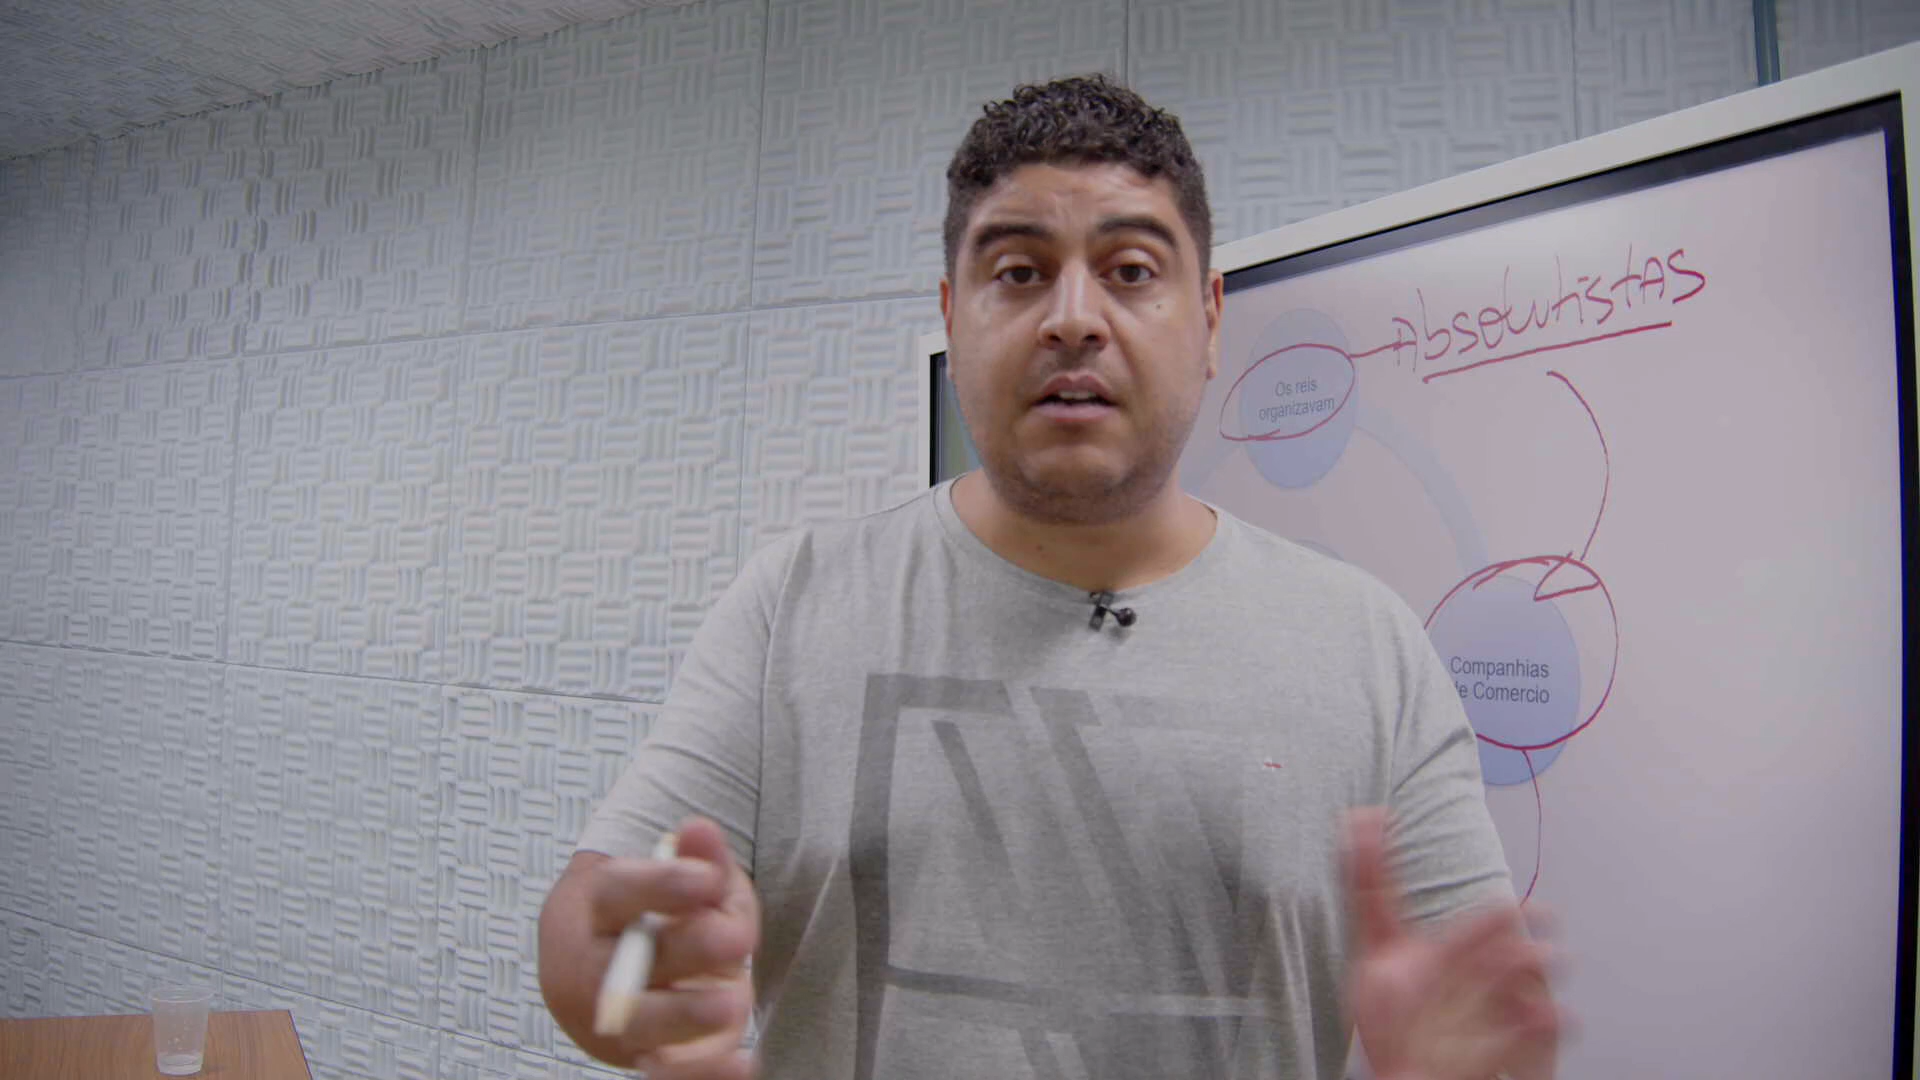 AbsolutistAS
Os reis
organizavam
Companhias
de Comercio